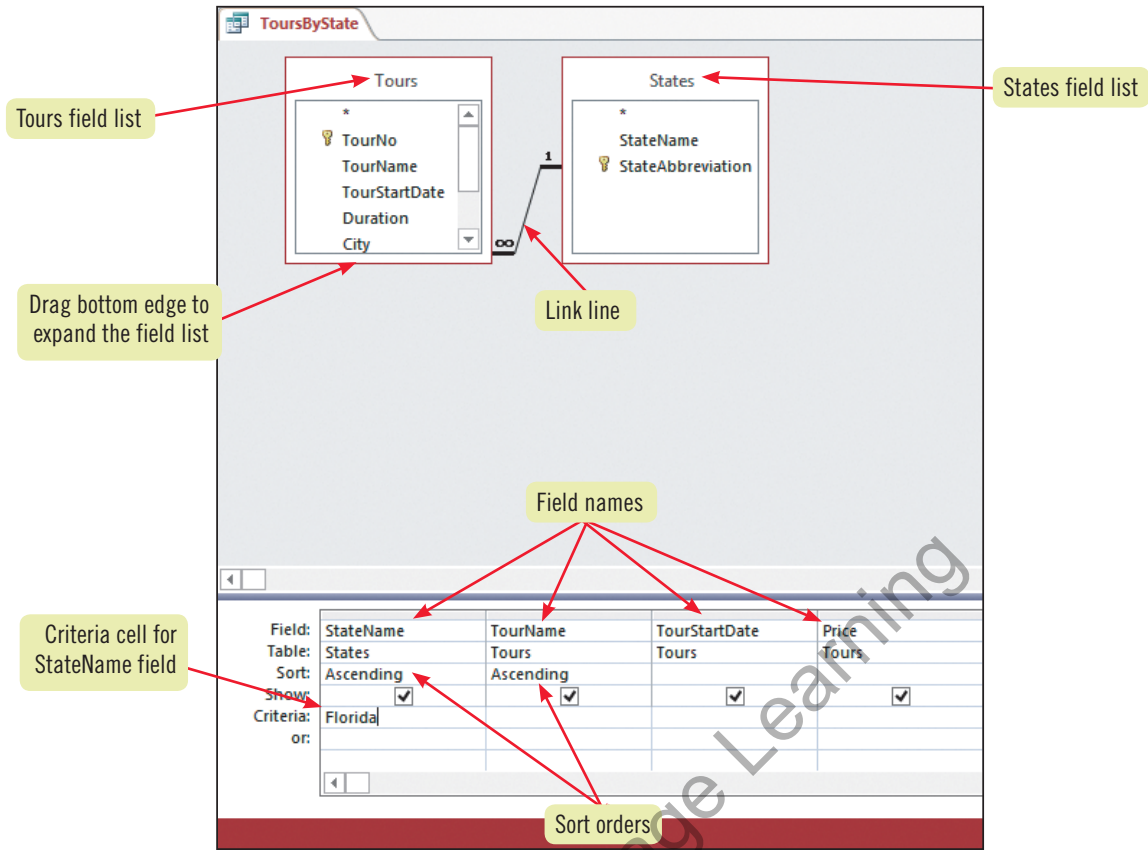 ToursByState
Tours
States
Tours field list
States field list
*
TourNo
TourName
TourStartDate
Duration
City
*
StateName
StateAbbreviation
1
∞
Drag bottom edge to
expand the field list
Link line
Field names
Criteria cell for
StateName field
Field: StateName TourName TourStartDate Price
Table: States Tours Tours Tours
Sort: Ascending Ascending
Show:
Criteria: Florida
or:
Sort orders
Learning